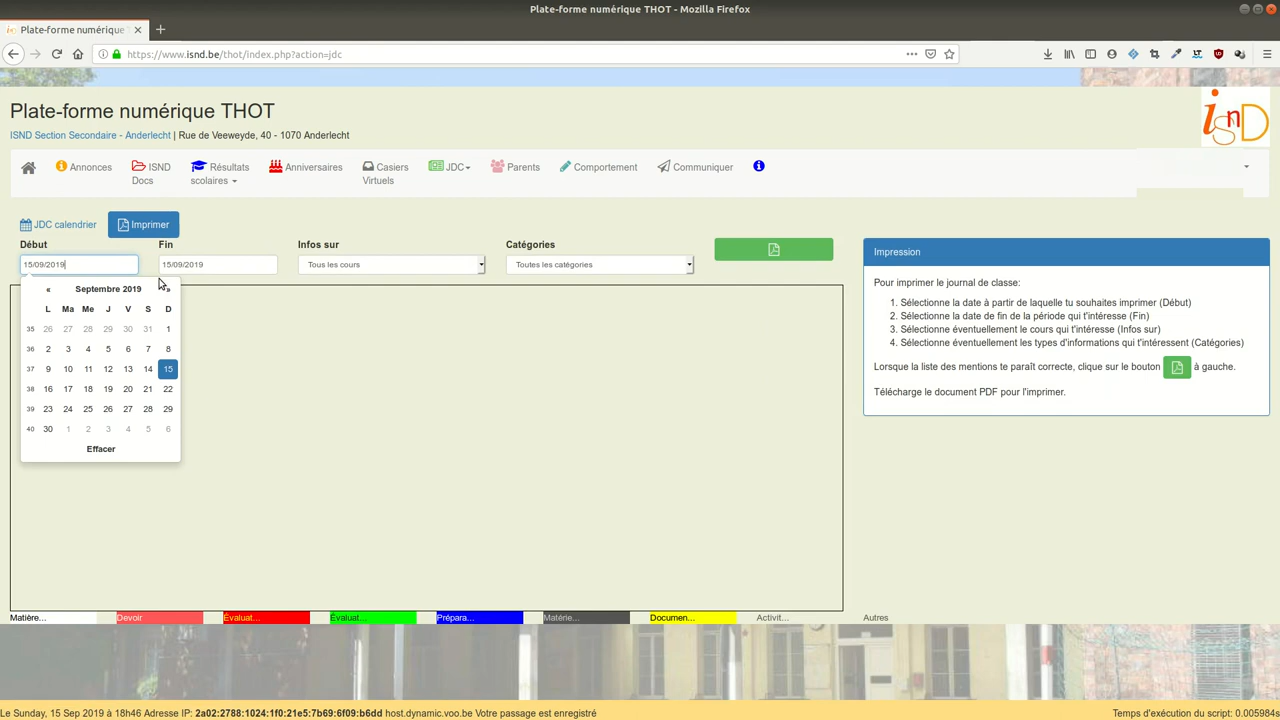 Plate-forme numérique THOT - Mozilla Firefox
Plate-forme numérique
https://www.isnd.be/thot/index.php?action=jdc
Plate-forme numérique THOT
isnD
ISND Section Secondaire - Anderlecht | Rue de Veeweyde, 40 - 1070 Anderlecht
Annonces ISND Docs Résultats scolaires Anniversaires Casiers Virtuels JDC Parents Comportement Communiquer
JDC calendrier Imprimer
Début Fin Infos sur Catégories
15/09/2019 15/09/2019 Tous les cours Toutes les catégories
« Septembre 2019 »
L Ma Me J V S D
35 26 27 28 29 30 31 1
36 2 3 4 5 6 7 8
37 9 10 11 12 13 14 15
38 16 17 18 19 20 21 22
39 23 24 25 26 27 28 29
40 30 1 2 3 4 5 6
Effacer
Impression
Pour imprimer le journal de classe:
1. Sélectionne la date à partir de laquelle tu souhaites imprimer (Début)
2. Sélectionne la date de fin de la période qui t'intéresse (Fin)
3. Sélectionne éventuellement le cours qui t'intéresse (Infos sur)
4. Sélectionne éventuellement les types d'informations qui t'intéressent (Catégories)
Lorsque la liste des mentions te paraît correcte, clique sur le bouton à gauche.
Télécharge le document PDF pour l'imprimer.
Matière... Devoir Évaluat... Évaluat... Prépara... Matérie... Documen... Activit... Autres
Le Sunday, 15 Sep 2019 à 18h46 Adresse IP: 2a02:2788:1024:1f0:21e5:7b69:6f09:b6dd host.dynamic.voo.be Votre passage est enregistré Temps d'exécution du script: 0.005984s